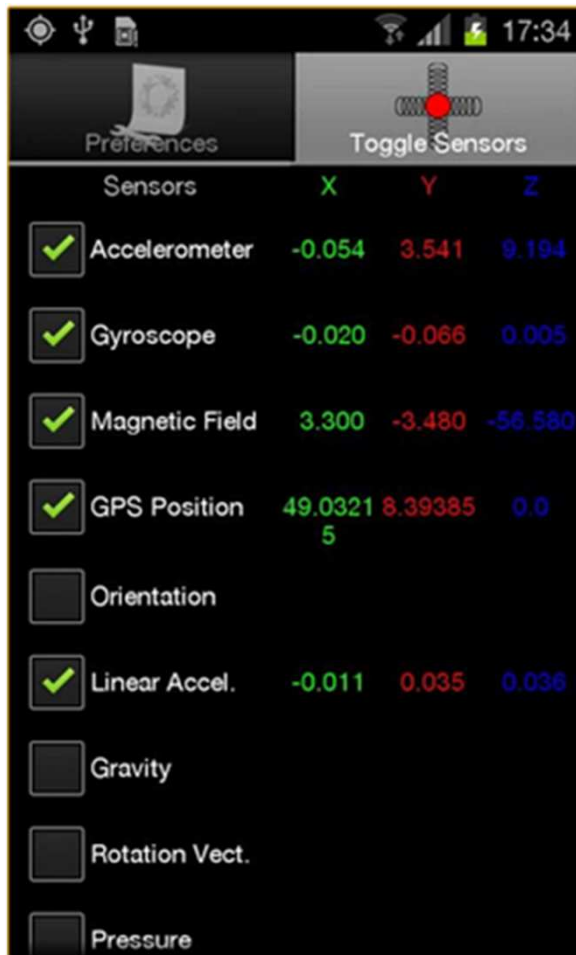 17:34
Preferences
Toggle Sensors
Sensors X Y Z
Accelerometer -0.054 3.541 9.194
Gyroscope -0.020 -0.066 0.005
Magnetic Field 3.300 -3.480 -56.580
GPS Position 49.0321 8.39385 0.0
5
Orientation
Linear Accel. -0.011 0.035 0.036
Gravity
Rotation Vect.
Pressure